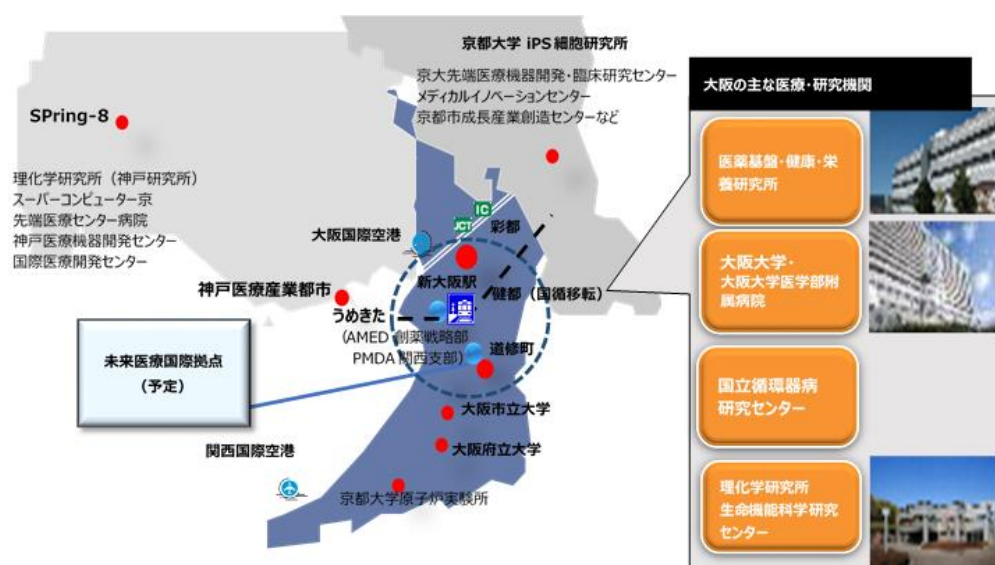 京都大学 iPS細胞研究所
京大先端医療機器開発・臨床研究センター
メディカルイノベーションセンター
京都市成長産業創造センターなど
SPring-8
理化学研究所（神戸研究所）
スーパーコンピューター京
先端医療センター病院
神戸医療機器開発センター
国際医療開発センター
IC
JCT
彩都
大阪国際空港
新大阪駅
健都（国循移転）
神戸医療産業都市
うめきた
（AMED 創薬戦略部
PMDA関西支部）
道修町
未来医療国際拠点
（予定）
大阪市立大学
大阪府立大学
関西国際空港
京都大学原子炉実験所
大阪の主な医療・研究機関
医薬基盤・健康・栄
養研究所
大阪大学・
大阪大学医学部附
属病院
国立循環器病
研究センター
理化学研究所
生命機能科学研究
センター